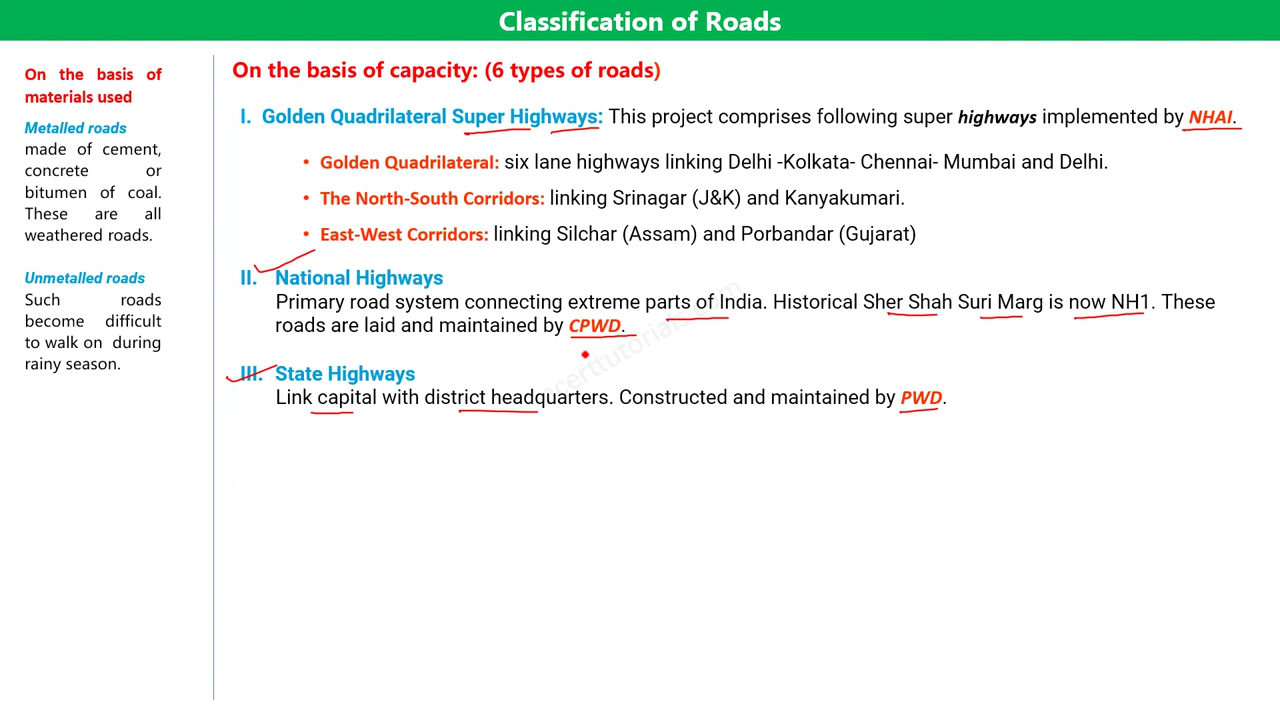 Classification of Roads
On the basis of
materials used
Metalled roads
made of cement,
concrete or
bitumen of coal.
These are all
weathered roads.
Unmetalled roads
Such roads
become difficult
to walk on during
rainy season.
On the basis of capacity: (6 types of roads)
I. Golden Quadrilateral Super Highways: This project comprises following super highways implemented by NHAI.
• Golden Quadrilateral: six lane highways linking Delhi -Kolkata- Chennai- Mumbai and Delhi.
• The North-South Corridors: linking Srinagar (J&K) and Kanyakumari.
• East-West Corridors: linking Silchar (Assam) and Porbandar (Gujarat)
II. National Highways
Primary road system connecting extreme parts of India. Historical Sher Shah Suri Marg is now NH1. These
roads are laid and maintained by CPWD.
III. State Highways
Link capital with district headquarters. Constructed and maintained by PWD.